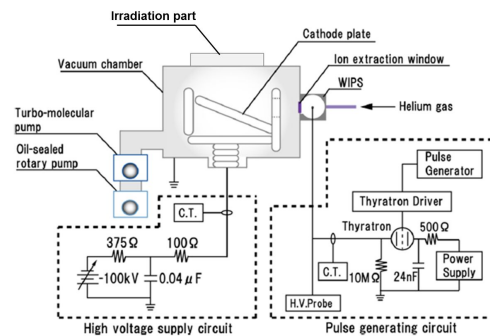 Irradiation part
Cathode plate
Vacuum chamber
Ion extraction window
WIPS
Helium gas
Turbo-molecular
pump
Oil-sealed
rotary pump
Pulse
Generator
Thyratron Driver
C.T.
Thyratron
500Ω
375Ω
100Ω
-100kV
0.04μF
C.T.
10MΩ
24nF
Power
Supply
H.V.Probe
High voltage supply circuit
Pulse generating circuit